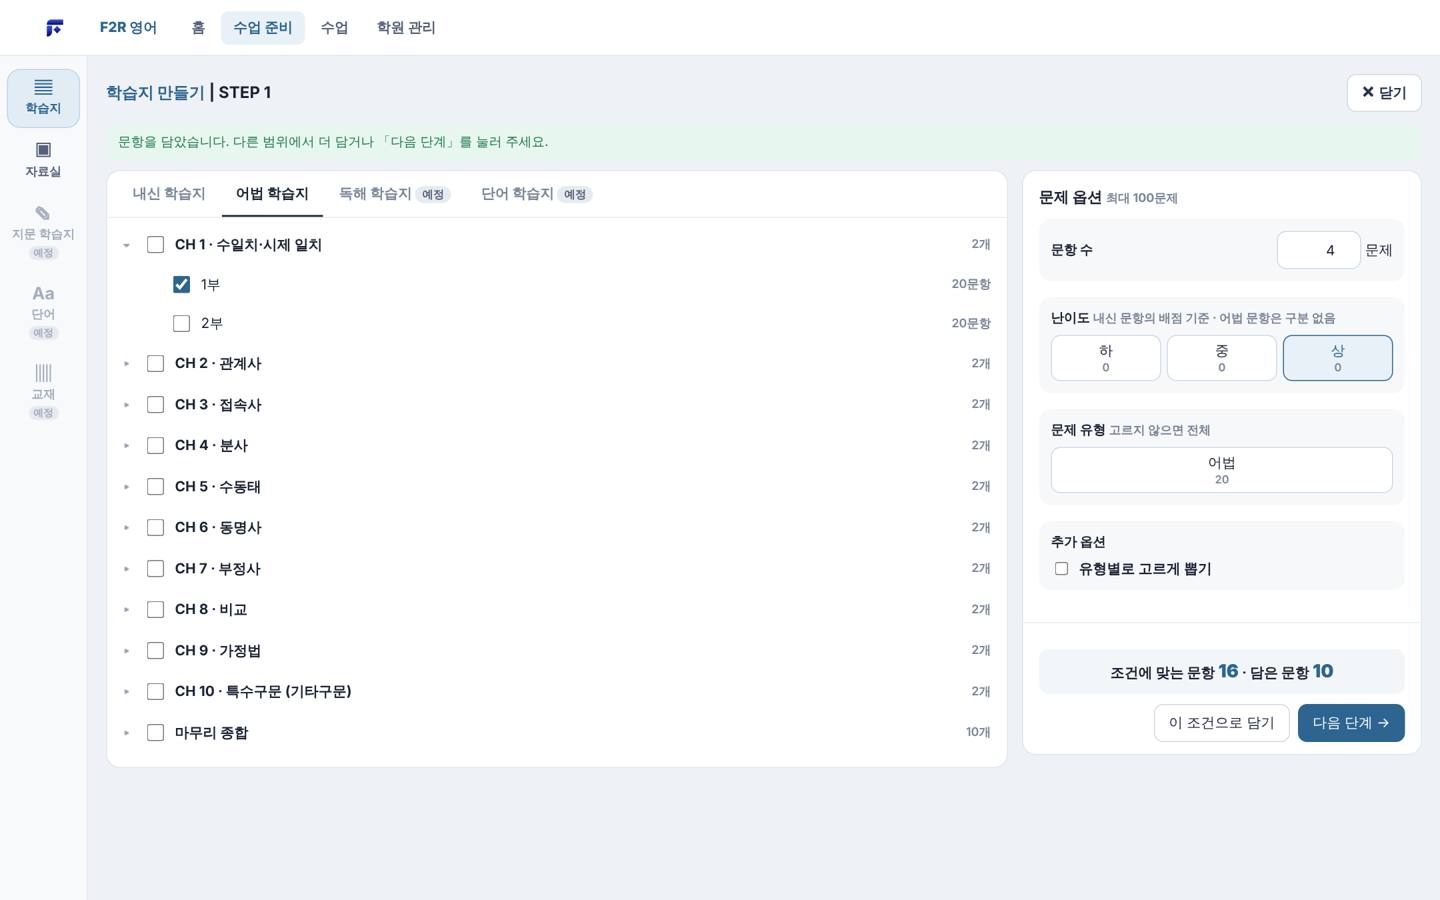 F2R 영어
홈
수업 준비
수업
학원 관리
학습지
자료실
지문 학습지
예정
단어
예정
교재
예정
학습지 만들기 | STEP 1
✕ 닫기
문항을 담았습니다. 다른 범위에서 더 담거나 「다음 단계」를 눌러 주세요.
내신 학습지
어법 학습지
독해 학습지 예정
단어 학습지 예정
CH 1 · 수일치·시제 일치 2개
1부 20문항
2부 20문항
CH 2 · 관계사 2개
CH 3 · 접속사 2개
CH 4 · 분사 2개
CH 5 · 수동태 2개
CH 6 · 동명사 2개
CH 7 · 부정사 2개
CH 8 · 비교 2개
CH 9 · 가정법 2개
CH 10 · 특수구문 (기타구문) 2개
마무리 종합 10개
문제 옵션 최대 100문제
문항 수 4 문제
난이도 내신 문항의 배점 기준 · 어법 문항은 구분 없음
하 중 상
0 0 0
문제 유형 고르지 않으면 전체
어법
20
추가 옵션
유형별로 고르게 뽑기
조건에 맞는 문항 16 · 담은 문항 10
이 조건으로 담기
다음 단계 →
Aa